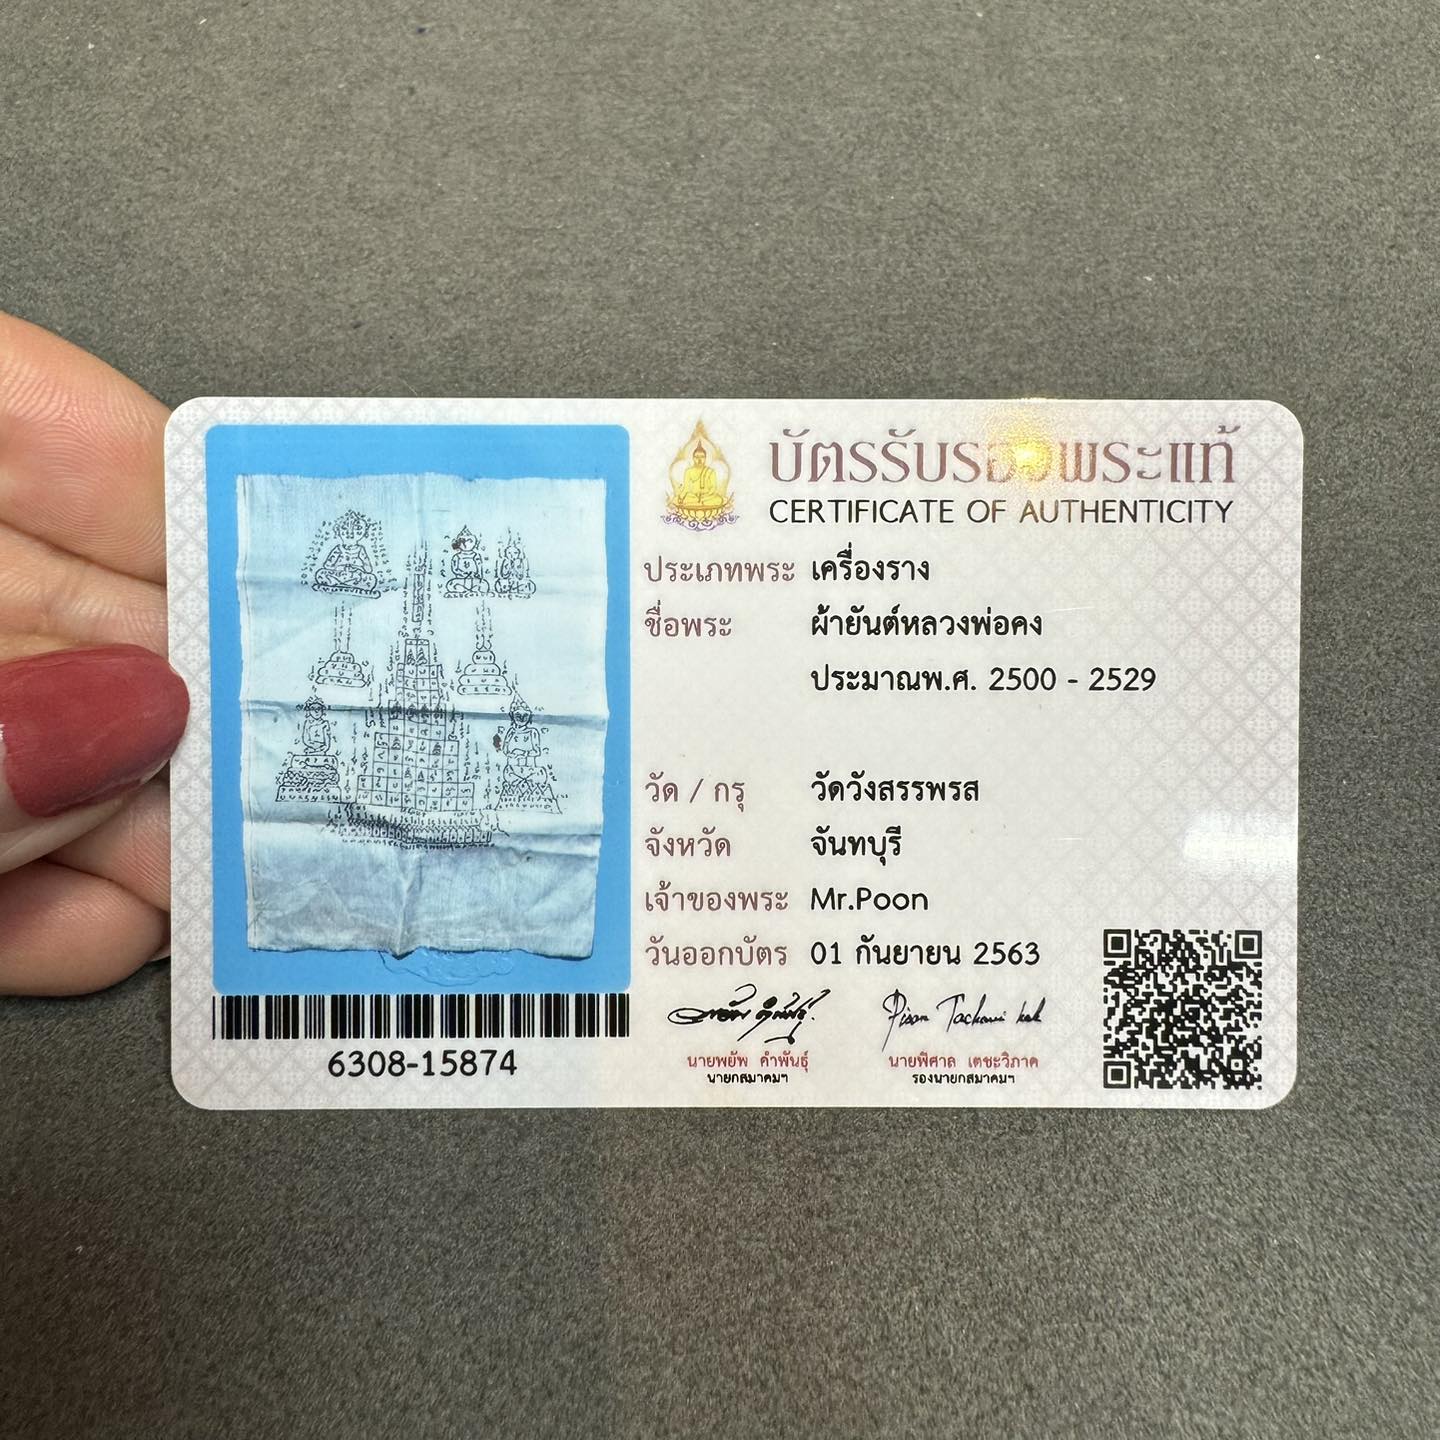 บัตรรับรองพระแท้
CERTIFICATE OF AUTHENTICITY
ประเภทพระ เครื่องราง
ชื่อพระ ผ้ายันต์หลวงพ่อคง
ประมาณพ.ศ. 2500 - 2529
วัด / กรุ วัดวังสรรพรส
จังหวัด จันทบุรี
เจ้าของพระ Mr.Poon
วันออกบัตร 01 กันยายน 2563
6308-15874
นายพยัพ คำพันธุ์
นายกสมาคมฯ
นายพิศาล เตชะวิภาค
รองนายกสมาคมฯ